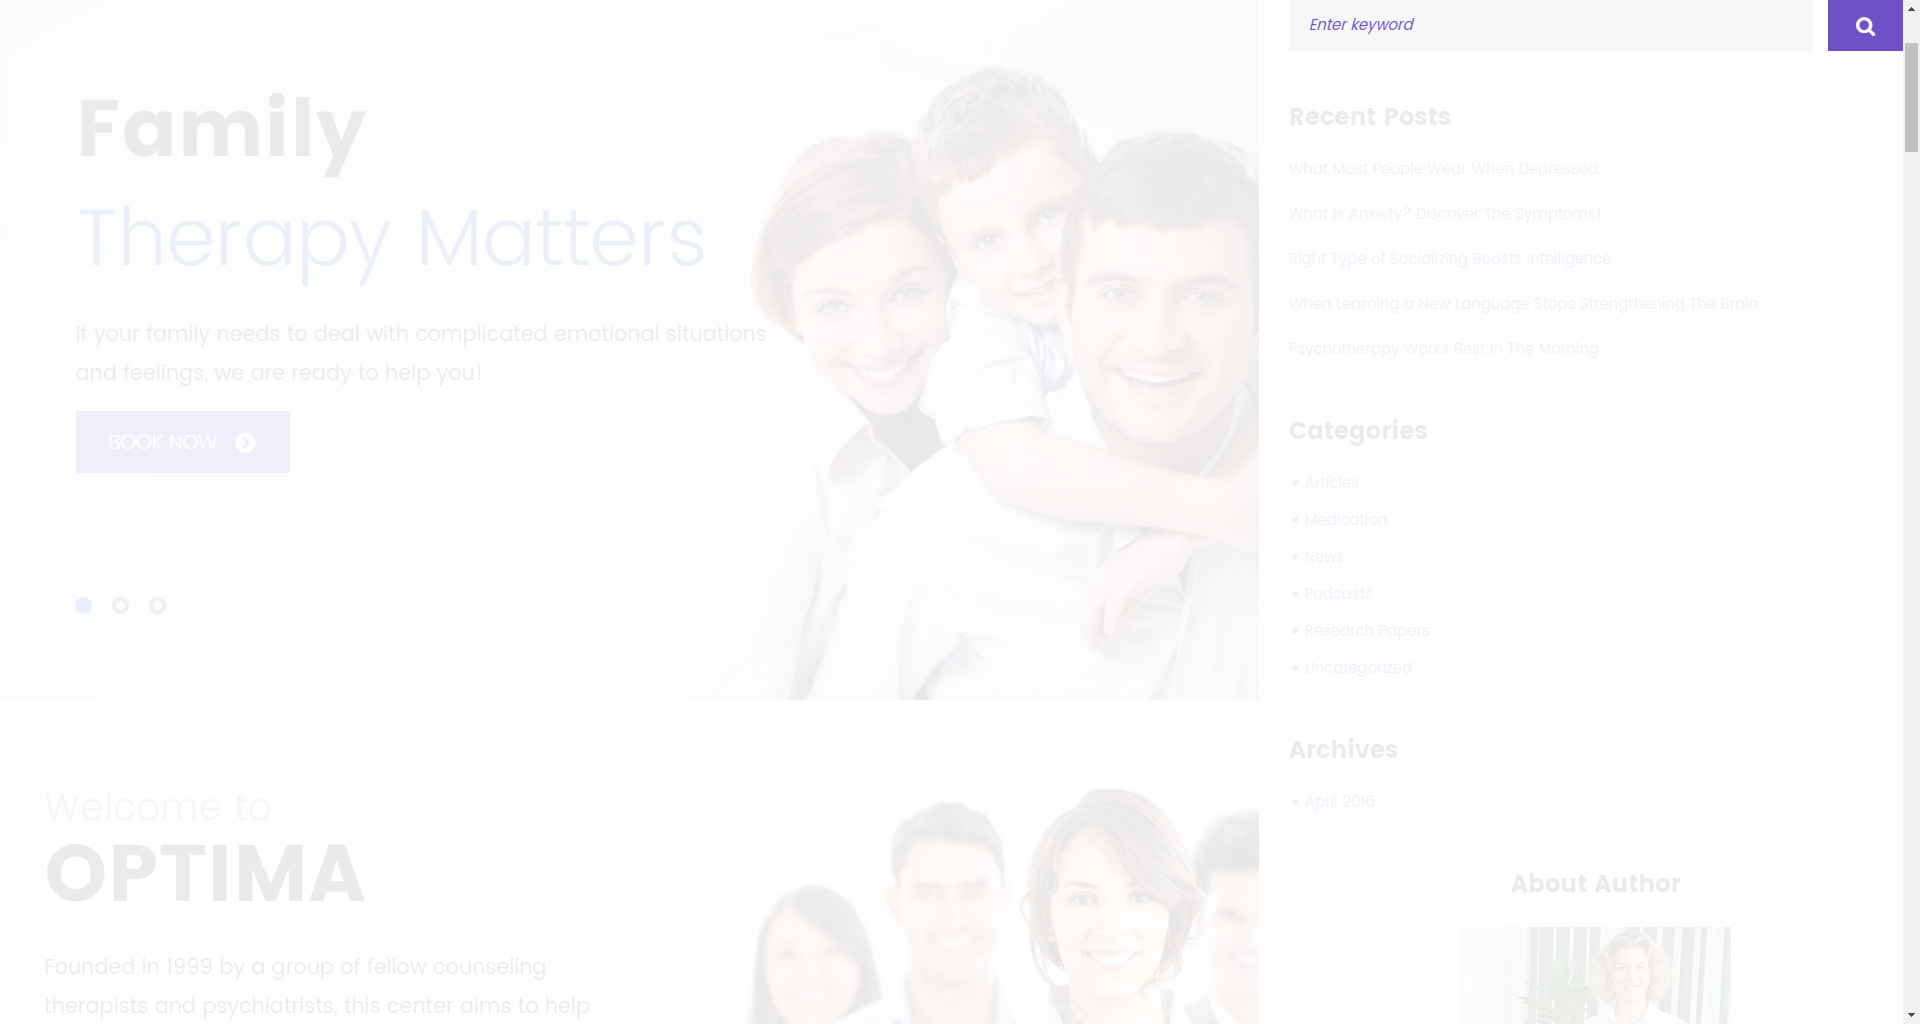 Enter keyword
Family
Therapy Matters
If your family needs to deal with complicated emotional situations
and feelings, we are ready to help you!
BOOK NOW
Welcome to
OPTIMA
Founded in 1999 by a group of fellow counseling
therapists and psychiatrists, this center aims to help
Recent Posts
What Most People Wear When Depressed
What Is Anxiety? Discover The Symptoms!
Right Type of Socializing Boosts Intelligence
When Learning a New Language Stops Strengthening The Brain
Psychotherapy Works Best In The Morning
Categories
Articles
Medication
News
Podcasts
Research Papers
Uncategorized
Archives
April 2016
About Author